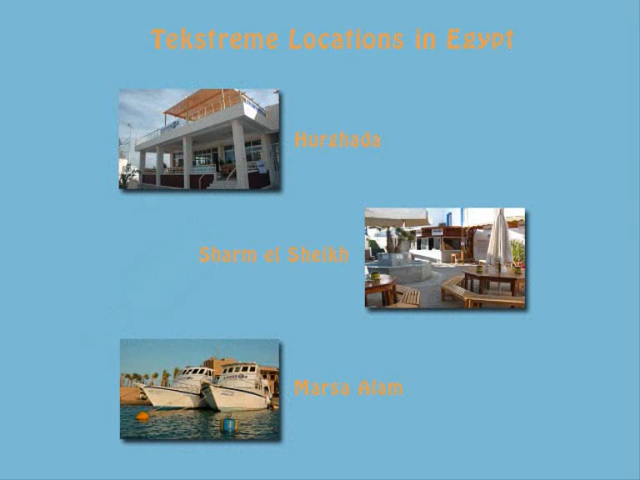 Tekstreme Locations in Egypt
Hurghada
Sharm el Sheikh
Marsa Alam